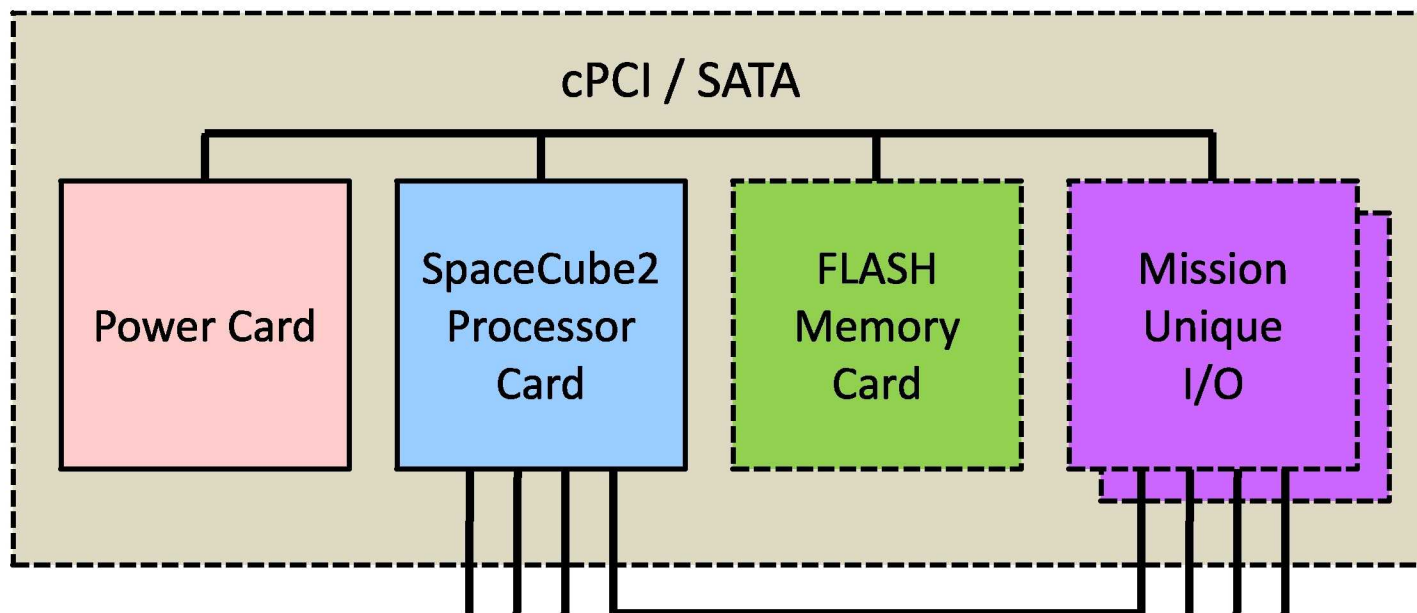 cPCI / SATA
Power Card
SpaceCube2
Processor
Card
FLASH
Memory
Card
Mission
Unique
I/O